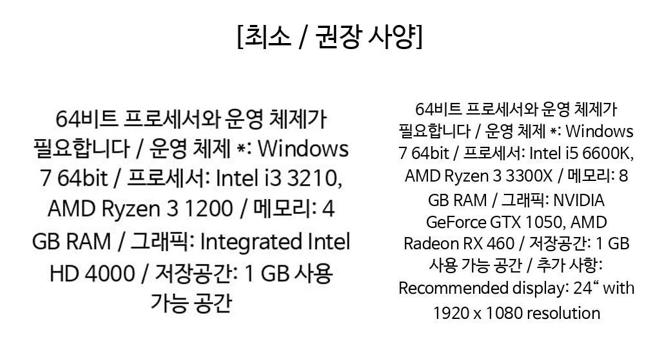 [최소 / 권장 사양]
64비트 프로세서와 운영 체제가
필요합니다 / 운영 체제 *: Windows
7 64bit / 프로세서: Intel i3 3210,
AMD Ryzen 3 1200 / 메모리: 4
GB RAM / 그래픽: Integrated Intel
HD 4000 / 저장공간: 1 GB 사용
가능 공간
64비트 프로세서와 운영 체제가
필요합니다 / 운영 체제 *: Windows
7 64bit / 프로세서: Intel i5 6600K,
AMD Ryzen 3 3300X / 메모리: 8
GB RAM / 그래픽: NVIDIA
GeForce GTX 1050, AMD
Radeon RX 460 / 저장공간: 1 GB
사용 가능 공간 / 추가 사항:
Recommended display: 24“ with
1920 x 1080 resolution